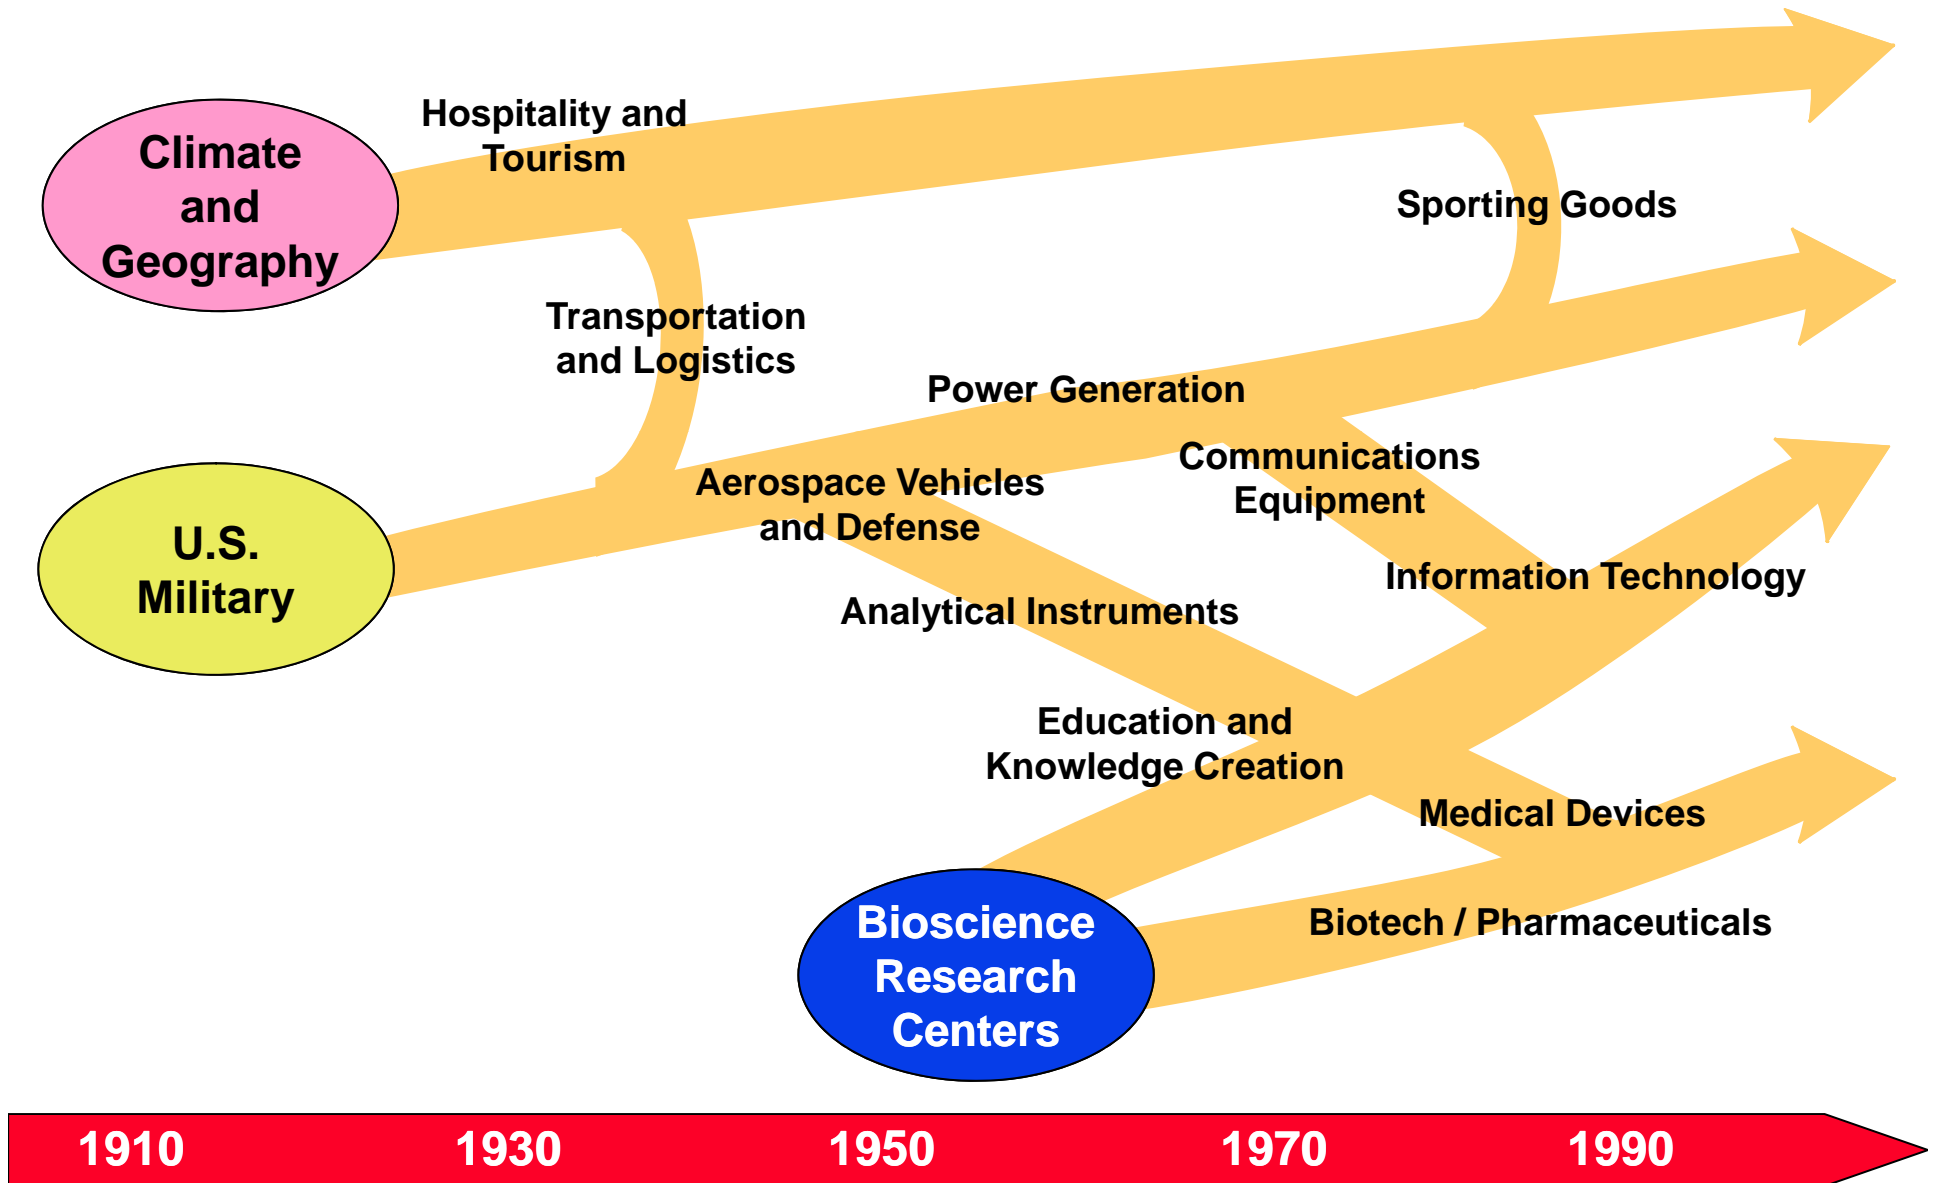 Hospitality and
Tourism
Climate
and
Geography
Sporting Goods
Transportation
and Logistics
Power Generation
Communications
Equipment
Aerospace Vehicles
and Defense
U.S.
Military
Information Technology
Analytical Instruments
Education and
Knowledge Creation
Medical Devices
Biotech / Pharmaceuticals
Bioscience
Research
Centers
1910 1930 1950 1970 1990